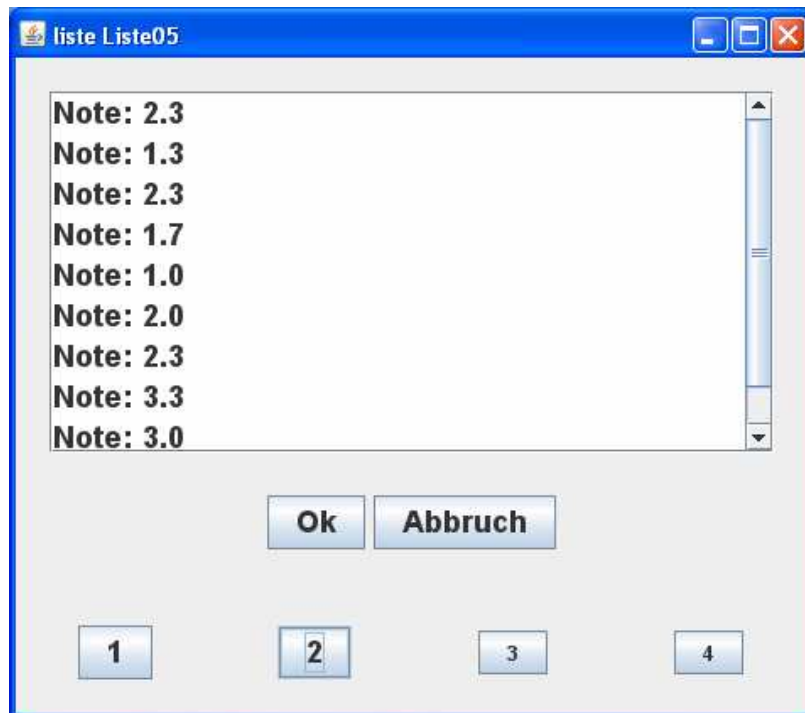 liste Liste05
Note: 2.3
Note: 1.3
Note: 2.3
Note: 1.7
Note: 1.0
Note: 2.0
Note: 2.3
Note: 3.3
Note: 3.0
Ok Abbruch
1 2 3 4